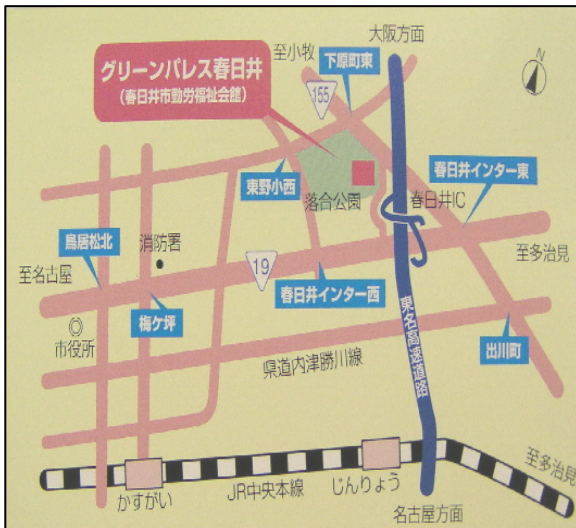 大阪方面
至小牧
下原町東
N
グリーンパレス春日井
(春日井市勤労福祉会館)
155
東野小西
落合公園
春日井IC
春日井インター東
鳥居松北
消防署
至名古屋
19
春日井インター西
至多治見
梅ケ坪
市役所
東名高速道路
出川町
県道内津勝川線
かすがい
JR中央本線
じんりょう
至多治見
名古屋方面